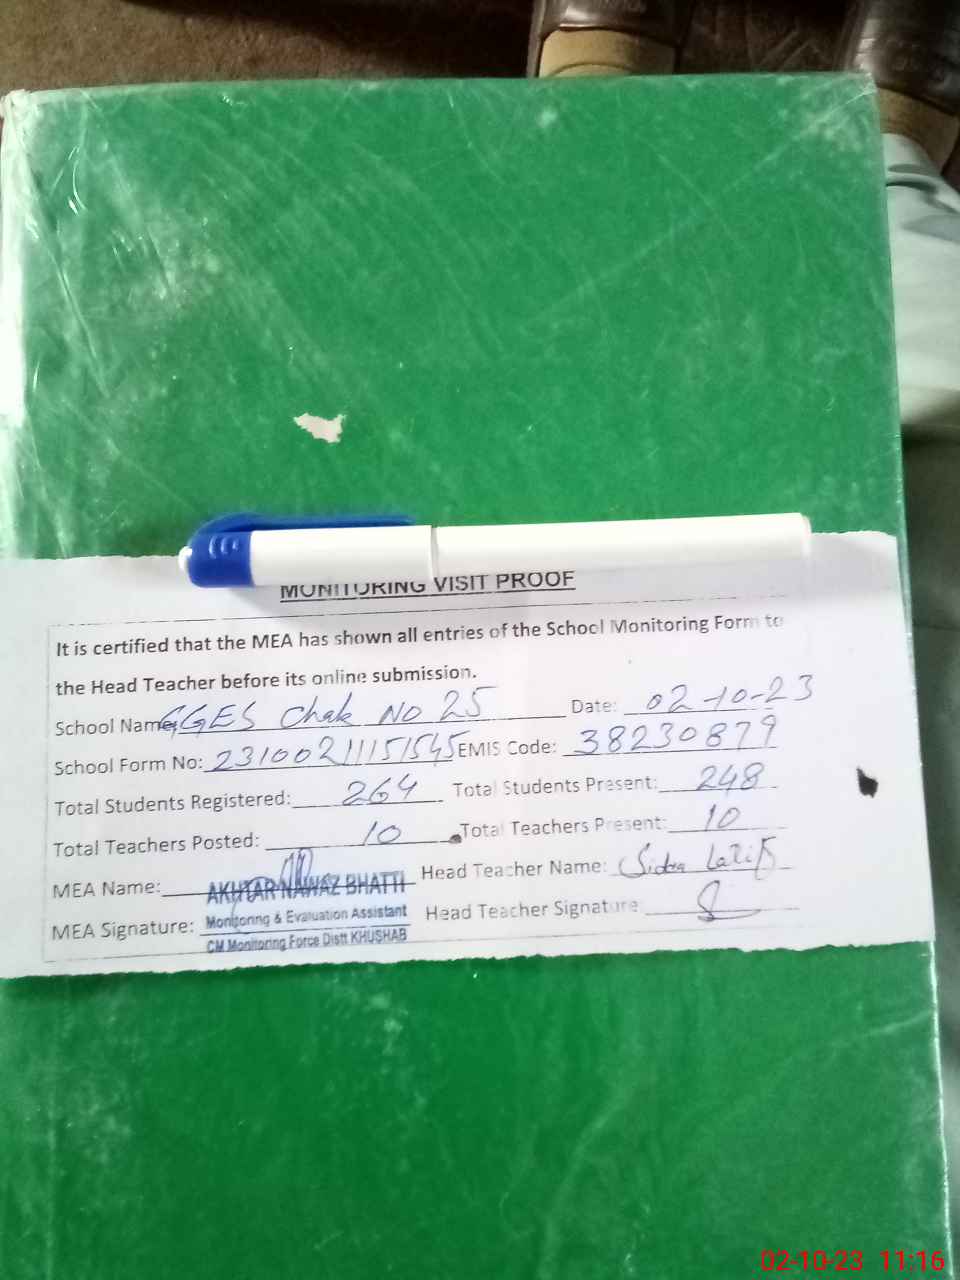 MONITORING VISIT PROOF
It is certified that the MEA has shown all entries of the School Monitoring Form to
the Head Teacher before its online submission.
School Name GGES Chak No 25 Date: 02-10-23
School Form No: 23100211151545 EMIS Code: 38230879
Total Students Registered: 264 Total Students Present: 248
Total Teachers Posted: 10 Total Teachers Present: 10
MEA Name: AKHTAR NAWAZ BHATTI Head Teacher Name: Sidra Latif
MEA Signature: Monitoring & Evaluation Assistant Head Teacher Signature:
CM Monitoring Force Distt KHUSHAB
02-10-23 11:16